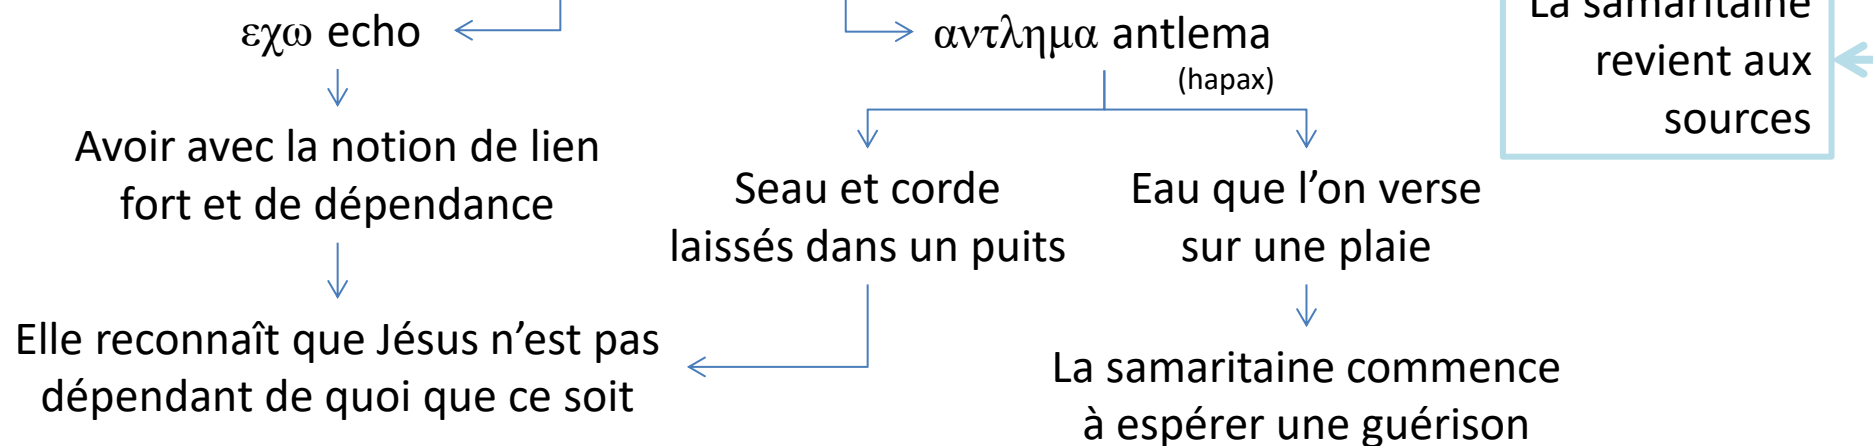 εχω echo
Avoir avec la notion de lien
fort et de dépendance
Elle reconnaît que Jésus n’est pas
dépendant de quoi que ce soit
αντλημα antlema
(hapax)
Seau et corde
laissés dans un puits
Eau que l’on verse
sur une plaie
La samaritaine commence
à espérer une guérison
La samaritaine
revient aux
sources